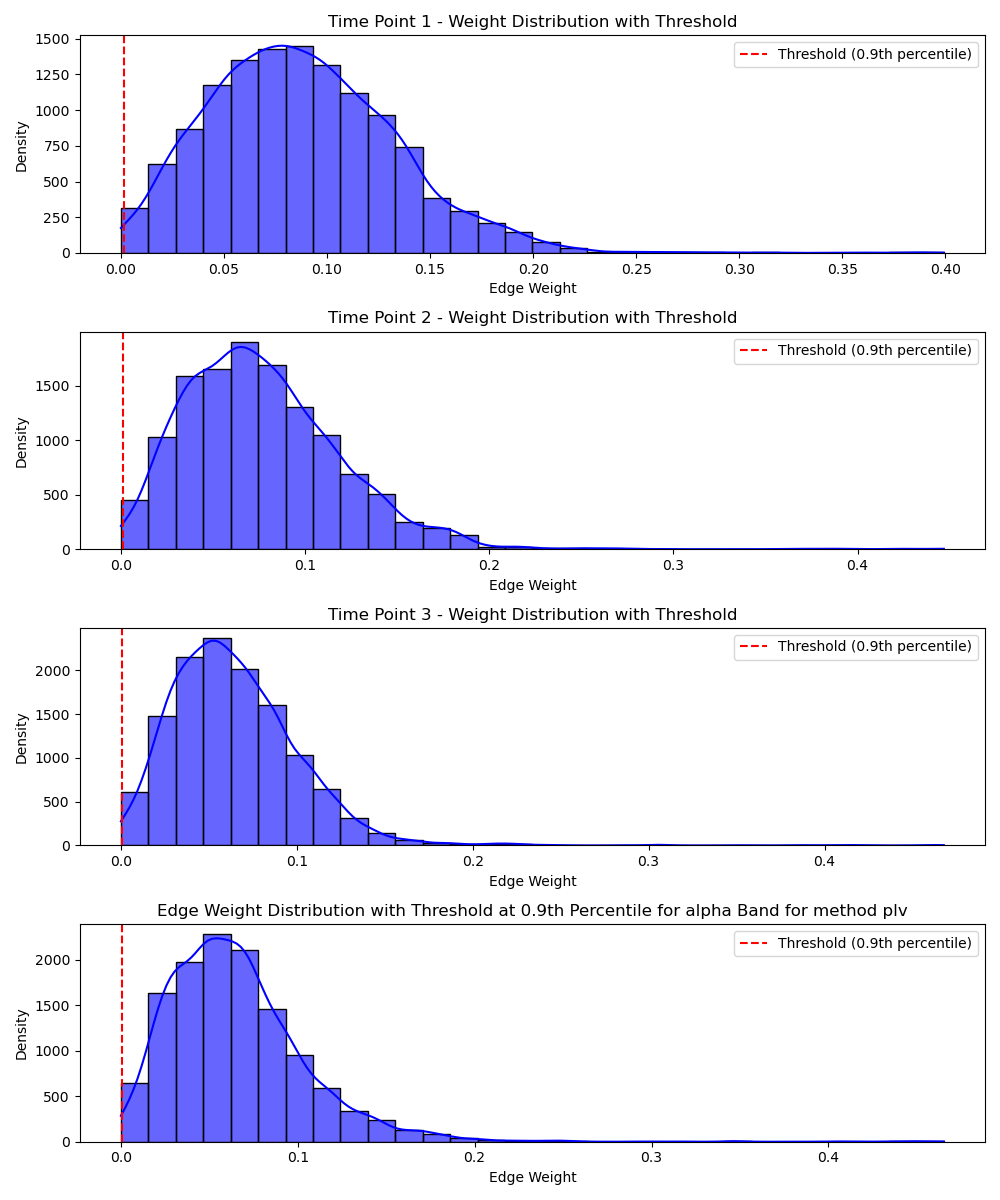 Time Point 1 - Weight Distribution with Threshold
Threshold (0.9th percentile)
Density
1500
1250
1000
750
500
250
0
0.00 0.05 0.10 0.15 0.20 0.25 0.30 0.35 0.40
Edge Weight
Time Point 2 - Weight Distribution with Threshold
Threshold (0.9th percentile)
Density
1500
1000
500
0
0.0 0.1 0.2 0.3 0.4
Edge Weight
Time Point 3 - Weight Distribution with Threshold
Threshold (0.9th percentile)
Density
2000
1500
1000
500
0
0.0 0.1 0.2 0.3 0.4
Edge Weight
Edge Weight Distribution with Threshold at 0.9th Percentile for alpha Band for method plv
Threshold (0.9th percentile)
Density
2000
1500
1000
500
0
0.0 0.1 0.2 0.3 0.4
Edge Weight